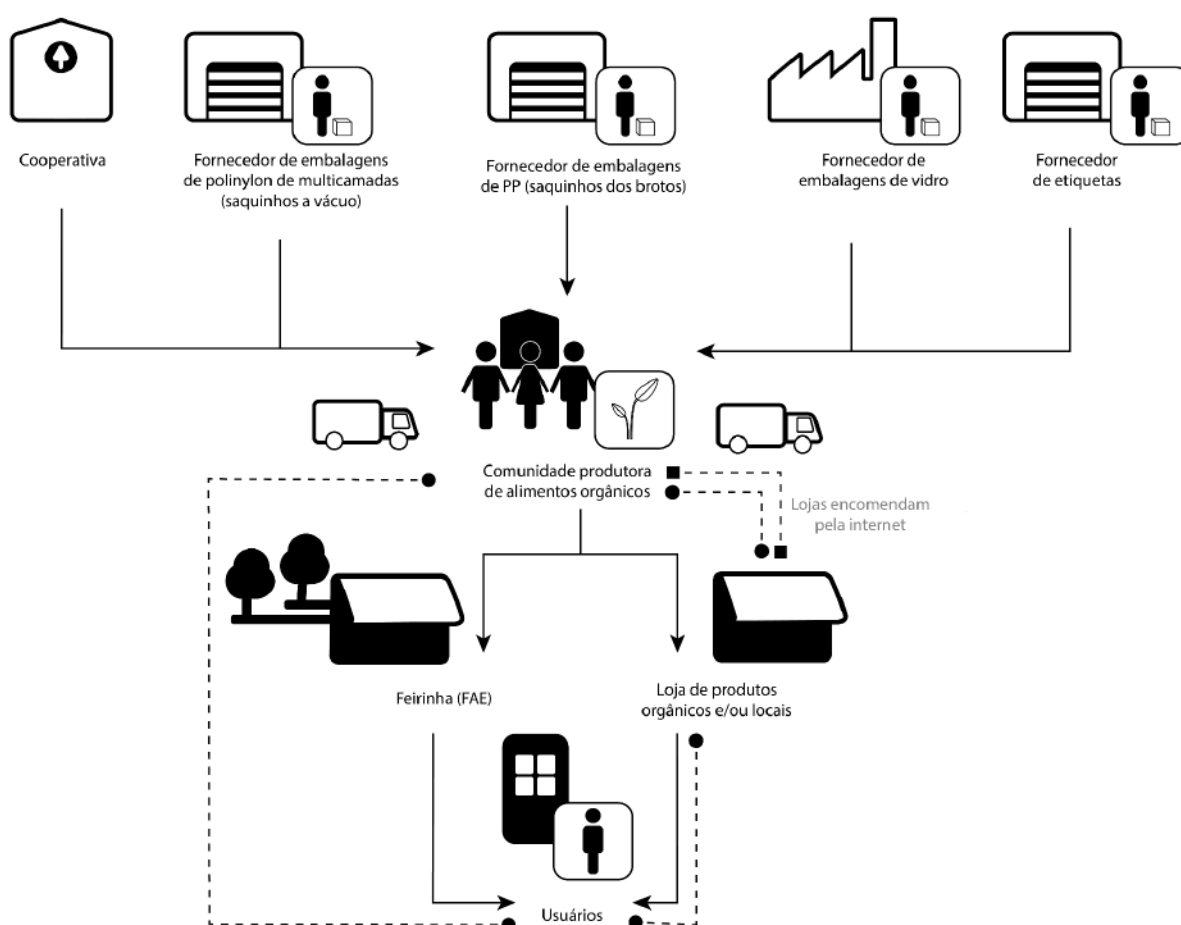 Cooperativa
Fornecedor de embalagens
de polinylon de multicamadas
(saquinhos a vácuo)
Fornecedor de embalagens
de PP (saquinhos dos brotos)
Fornecedor de
embalagens de vidro
Fornecedor
de etiquetas
Comunidade produtora
de alimentos orgânicos
Lojas encomendam
pela internet
Feirinha (FAE)
Loja de produtos
orgânicos e/ou locais
Usuários